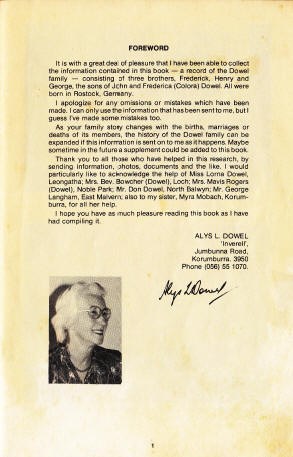 FOREWORD
It is with a great deal of pleasure that I have been able to collect
the information contained in this book — a record of the Dowel
family — consisting of three brothers, Frederick, Henry and
George, the sons of John and Frederica (Colora) Dowel. All were
born in Rostock, Germany.
I apologize for any omissions or mistakes which have been
made. I can only use the information that has been sent to me, but I
guess I've made some mistakes too.
As your family story changes with the births, marriages or
deaths of its members, the history of the Dowel family can be
expanded if this information is sent on to me as it happens. Maybe
sometime in the future a supplement could be added to this book.
Thank you to all those who have helped in this research, by
sending information, photos, documents and the like. I would
particularly like to acknowledge the help of Miss Lorna Dowel,
Leongatha; Mrs. Bev. Bowcher (Dowel), Loch; Mrs. Mavis Rogers
(Dowel), Noble Park; Mr. Don Dowel, North Balwyn; Mr. George
Langham, East Malvern; also to my sister, Myra Mobach, Korum-
burra, for all her help.
I hope you have as much pleasure reading this book as I have
had compiling it.
ALYS L. DOWEL
'Inverell',
Jumbunna Road,
Korumburra. 3950
Phone (056) 55 1070.
Alys L Dowel
1